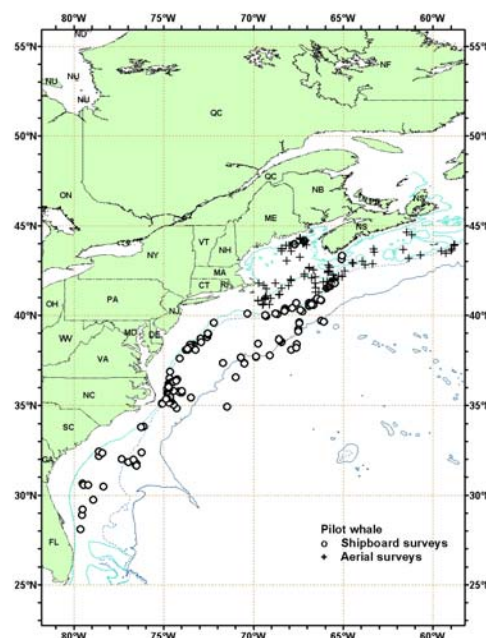 80°W 75°W 70°W 65°W 60°W
55°N 55°N
NU
NU
NU
NU
NF
QC
50°N 50°N
ON
QC
NB
ME
NS
45°N 45°N
NS
VT
NH
NY
MA
CT RI
PA
40°N 40°N
OH
NJ
MD
DE
WV
VA
NC
35°N 35°N
SC
GA
30°N 30°N
FL
Pilot whale
Shipboard surveys
Aerial surveys
25°N 25°N
80°W 75°W 70°W 65°W 60°W